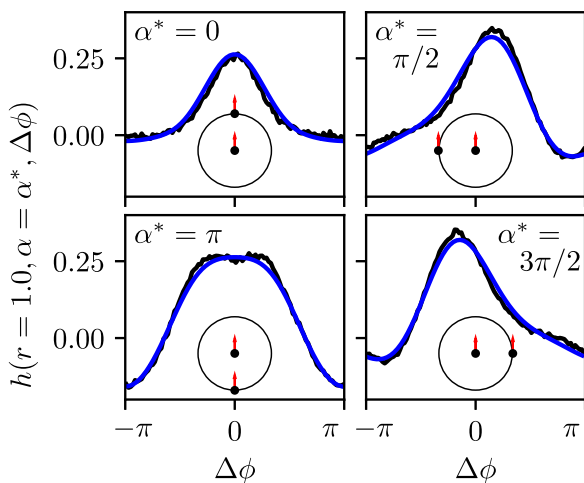 α* = 0
α* =
π/2
0.25
0.00
α* = π
α* =
3π/2
0.25
0.00
h(r = 1.0, α = α*, Δϕ)
−π
0
π
0
π
Δϕ
Δϕ